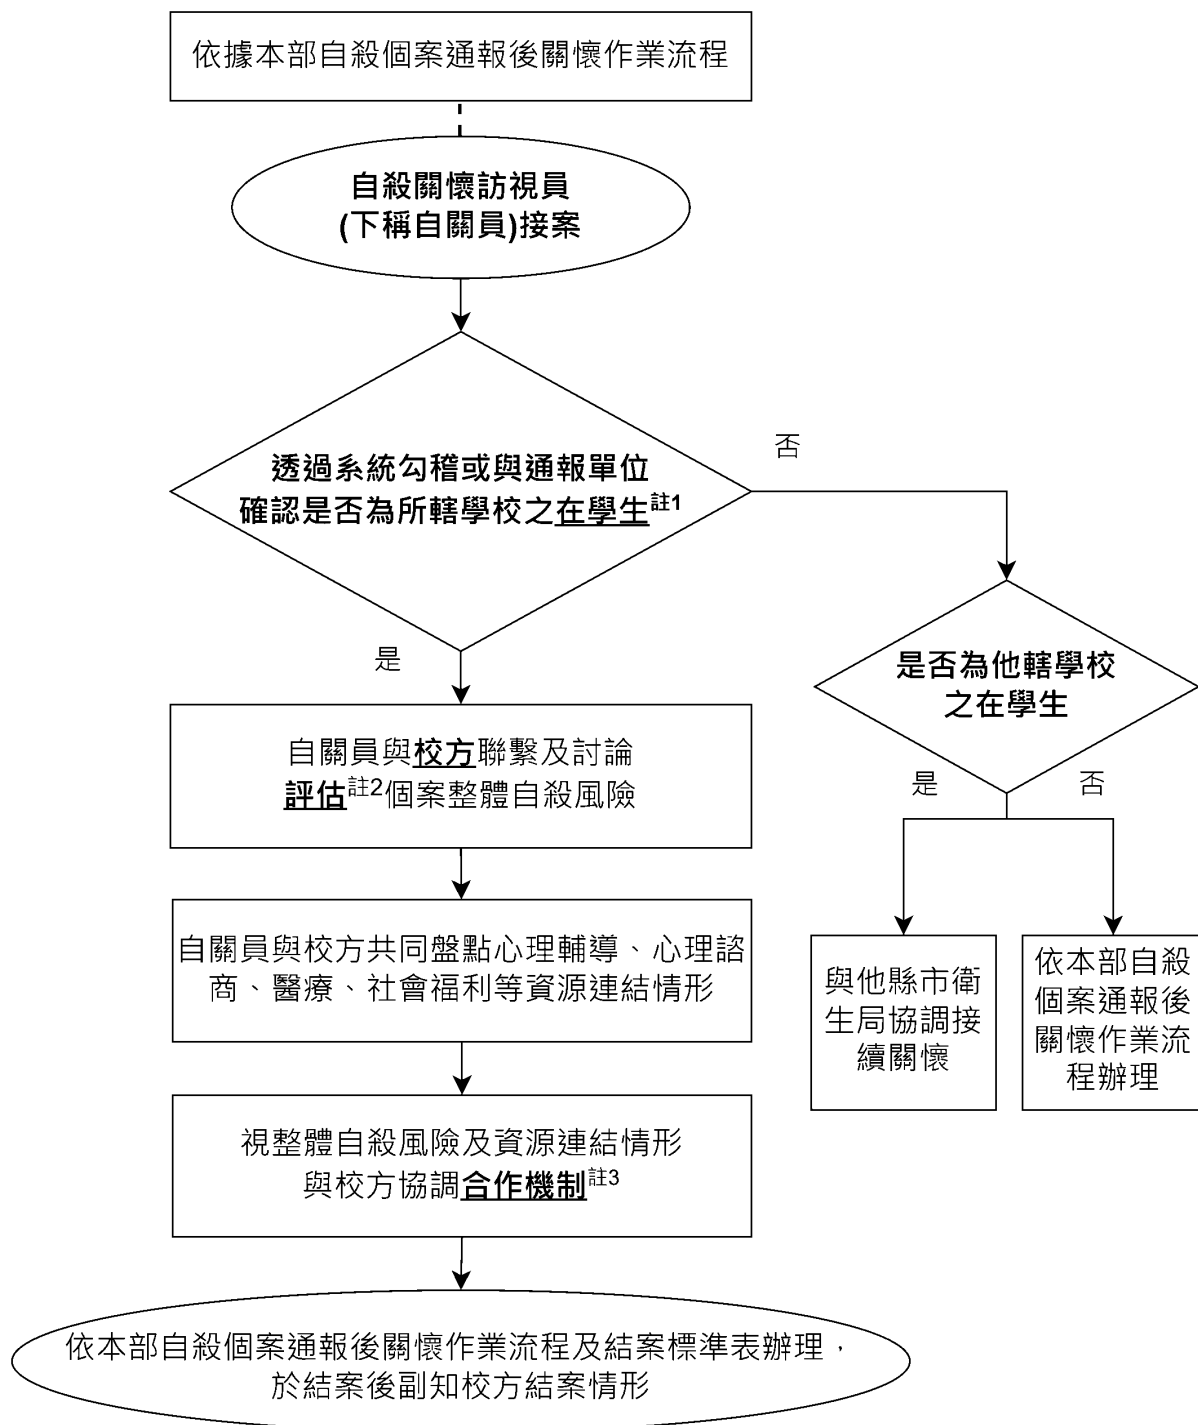 依據本部自殺個案通報後關懷作業流程
自殺關懷訪視員
(下稱自關員)接案
透過系統勾稽或與通報單位
確認是否為所轄學校之在學生註1
否
是
是否為他轄學校
之在學生
是
否
自關員與校方聯繫及討論
評估註2個案整體自殺風險
自關員與校方共同盤點心理輔導、心理諮
商、醫療、社會福利等資源連結情形
與他縣市衛
生局協調接
續關懷
依本部自殺
個案通報後
關懷作業流
程辦理
視整體自殺風險及資源連結情形
與校方協調合作機制註3
依本部自殺個案通報後關懷作業流程及結案標準表辦理，
於結案後副知校方結案情形